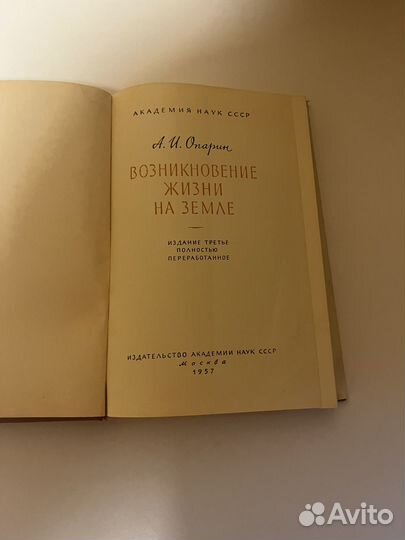 АКАДЕМИЯ НАУК СССР
А. И. Опарин
ВОЗНИКНОВЕНИЕ
ЖИЗНИ
НА ЗЕМЛЕ
ИЗДАНИЕ ТРЕТЬЕ
ПОЛНОСТЬЮ
ПЕРЕРАБОТАННОЕ
ИЗДАТЕЛЬСТВО АКАДЕМИИ НАУК СССР
Москва
1957
Avito